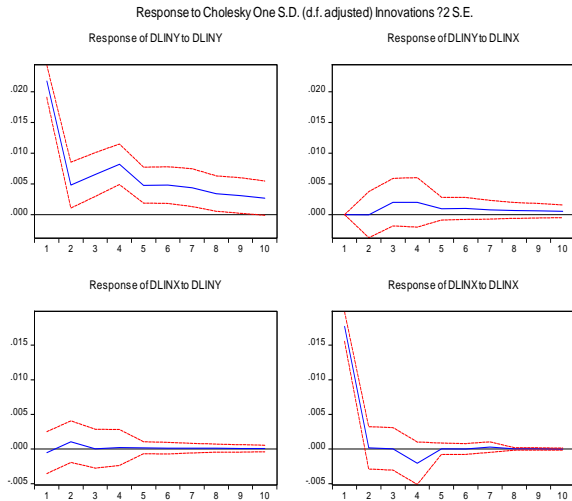 Response to Cholesky One S.D. (d.f. adjusted) Innovations ?2 S.E.
Response of DLINY to DLINY
.020
.015
.010
.005
.000
1 2 3 4 5 6 7 8 9 10
Response of DLINY to DLINX
.020
.015
.010
.005
.000
1 2 3 4 5 6 7 8 9 10
Response of DLINX to DLINY
.015
.010
.005
.000
-.005
1 2 3 4 5 6 7 8 9 10
Response of DLINX to DLINX
.015
.010
.005
.000
-.005
1 2 3 4 5 6 7 8 9 10